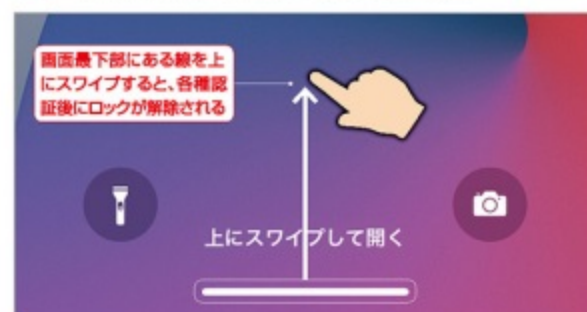 画面最下部にある線を上
にスワイプすると、各種認
証後にロックが解除される
上にスワイプして開く